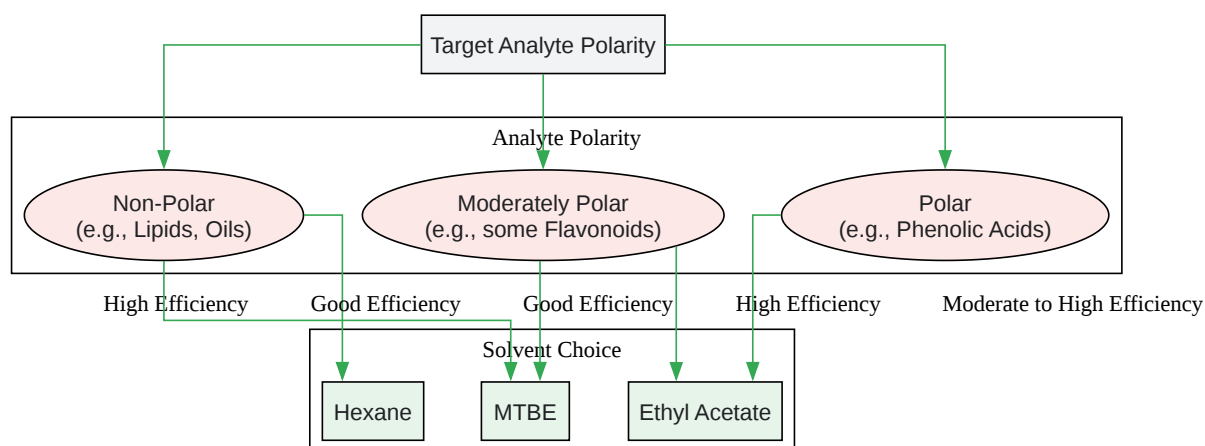 Target Analyte Polarity
Analyte Polarity
Non-Polar
(e.g., Lipids, Oils)
Moderately Polar
(e.g., some Flavonoids)
Polar
(e.g., Phenolic Acids)
High Efficiency
Good Efficiency
Good Efficiency
High Efficiency
Moderate to High Efficiency
Solvent Choice
Hexane
MTBE
Ethyl Acetate